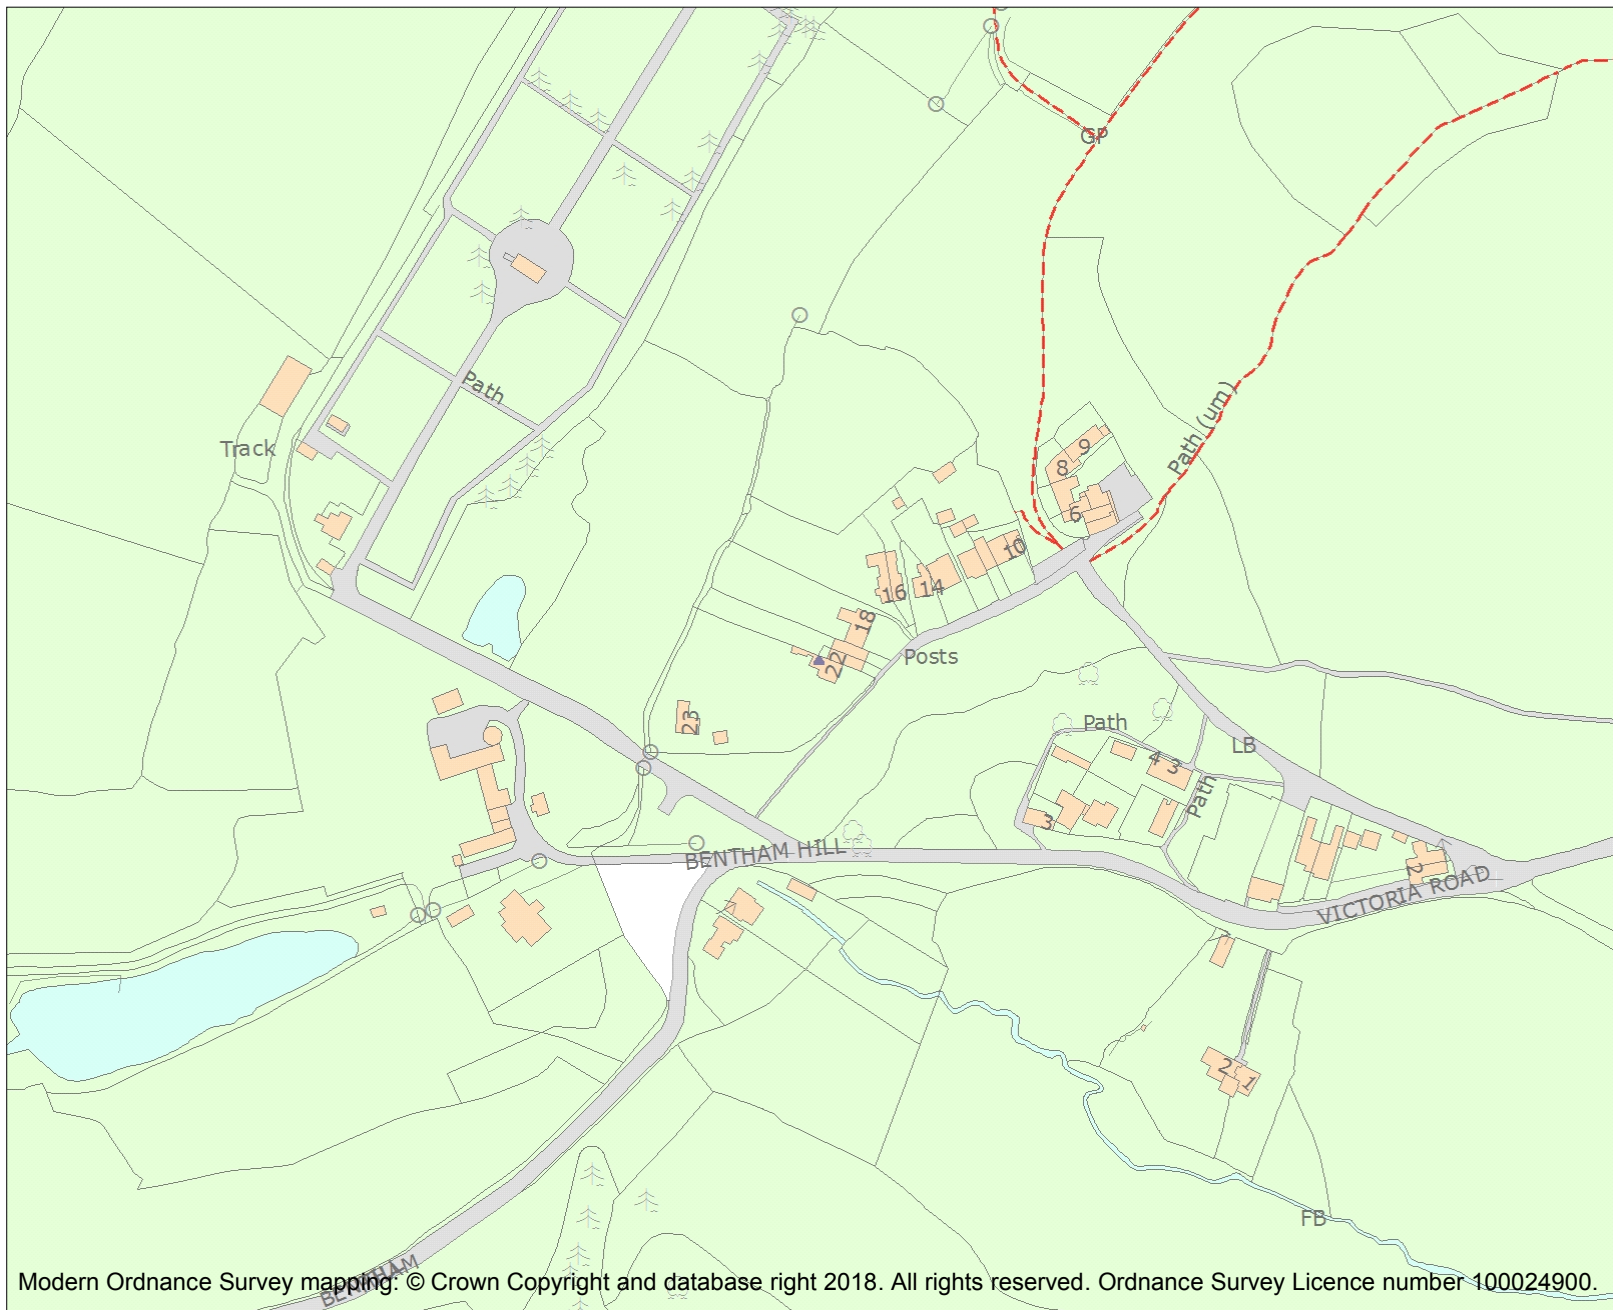 GP
Path
Path (um)
Track
9
8
6
10
16
14
18
22
Posts
23
Path
LB
4
3
Path
3
BENTHAM HILL
2
VICTORIA ROAD
2
1
FB
BENTHAM
Modern Ordnance Survey mapping: © Crown Copyright and database right 2018. All rights reserved. Ordnance Survey Licence number 100024900.